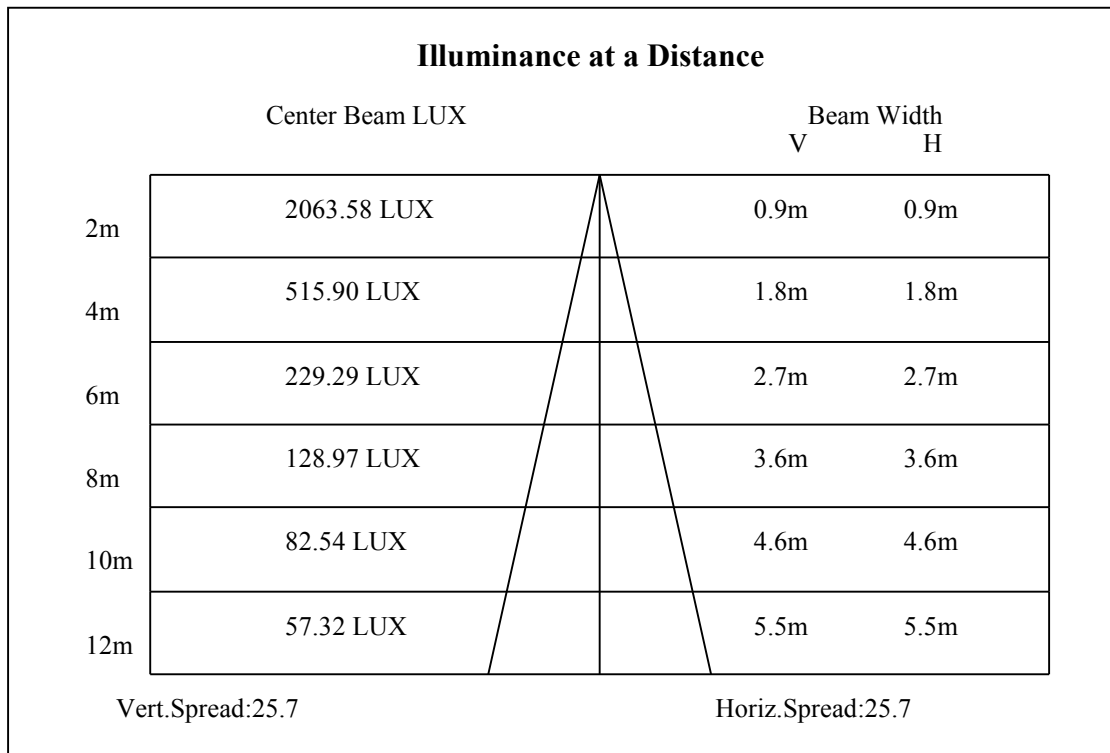 Illuminance at a Distance
Center Beam LUX Beam Width
V H
2063.58 LUX 0.9m 0.9m
2m
515.90 LUX 1.8m 1.8m
4m
229.29 LUX 2.7m 2.7m
6m
128.97 LUX 3.6m 3.6m
8m
82.54 LUX 4.6m 4.6m
10m
57.32 LUX 5.5m 5.5m
12m
Vert.Spread:25.7 Horiz.Spread:25.7